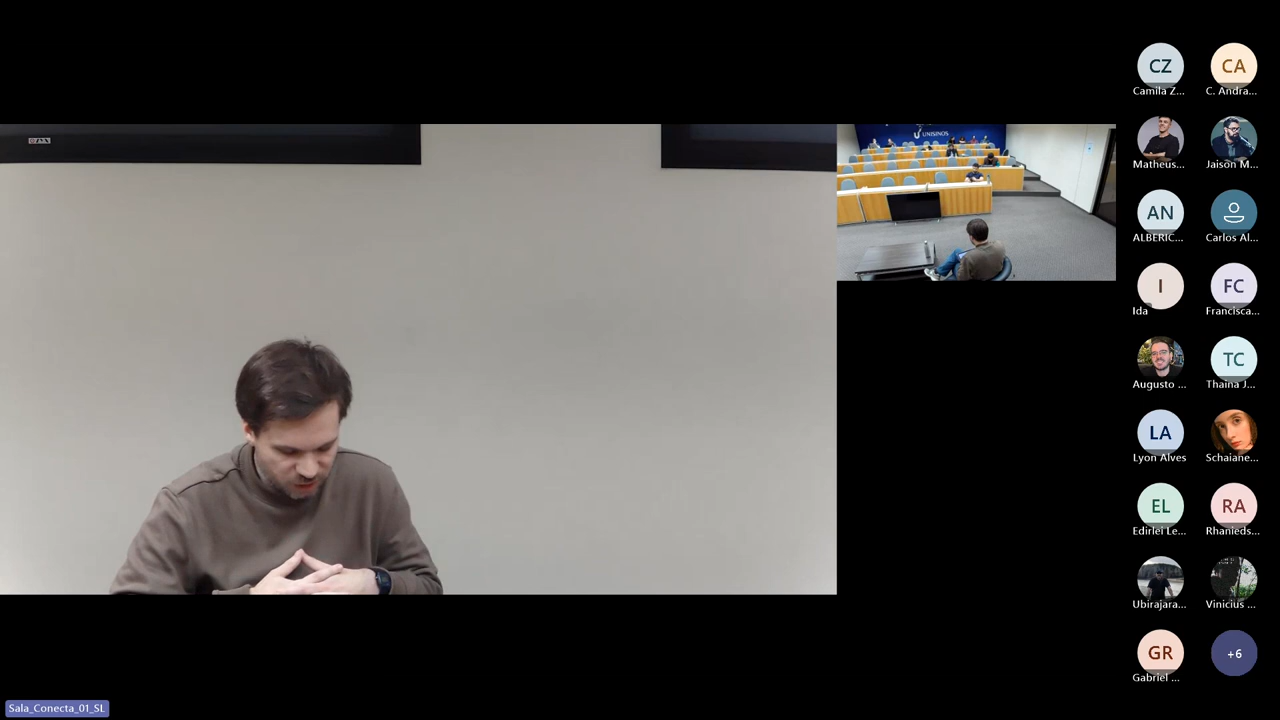 CZ
Camila Z...
CA
C. Andra...
Matheus...
Jaison M...
AN
ALBERIC...
Carlos Al...
I
Ida
FC
Francisca...
Augusto ...
TC
Thaina J...
LA
Lyon Alves
Schaiane...
EL
Edirlei Le...
RA
Rhanieds...
Ubirajara...
Vinicius ...
GR
Gabriel ...
+6
UNISINOS
Sala_Conecta_01_SL